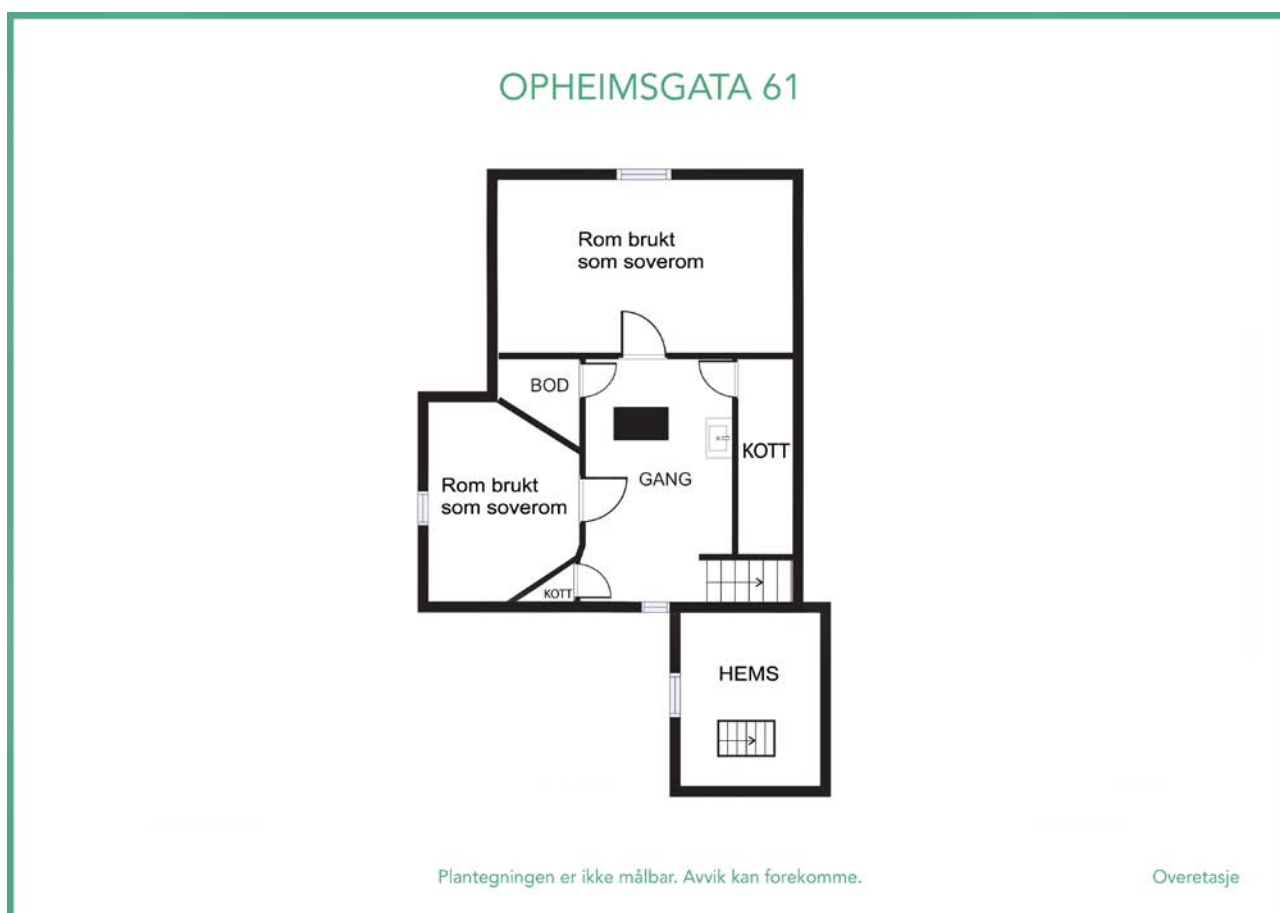 OPHEIMSGATA 61
Rom brukt
som soverom
BOD
KOTT
GANG
Rom brukt
som soverom
KOTT
HEMS
Plantegningen er ikke målbar. Avvik kan forekomme.
Overetasje